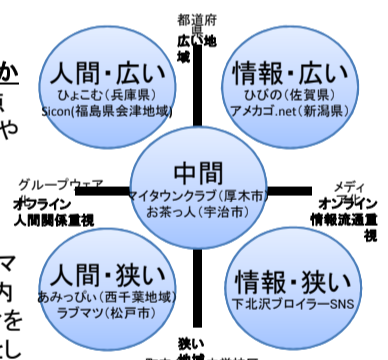 都道府県
広い地域
か
点
や
人間・広い
ひょこむ（兵庫県）
Sicon(福島県会津地域)
情報・広い
ひびの（佐賀県）
アメカゴ.net（新潟県）
中間
マイタウンクラブ（厚木市）
お茶っ人（宇治市）
グループウェア
オフライン
人間関係重視
メディ
オンライン
情報流通重視
マ
内
を
し
人間・狭い
あみっぴぃ（西千葉地域）
ラブマツ（松戸市）
情報・狭い
下北沢ブロイラーSNS
狭い
地域